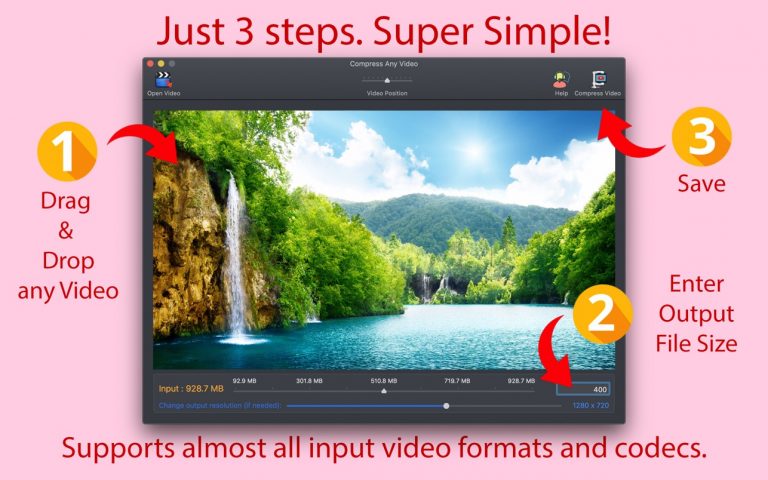 Just 3 steps. Super Simple!
Compress Any Video
Open Video
Video Position
Help
Compress Video
1
Drag
&
Drop
any Video
3
Save
2
Enter
Output
File Size
Input : 928.7 MB
92.9 MB 301.8 MB 510.8 MB 719.7 MB 928.7 MB
400
Change output resolution (if needed):
1280 x 720
Supports almost all input video formats and codecs.